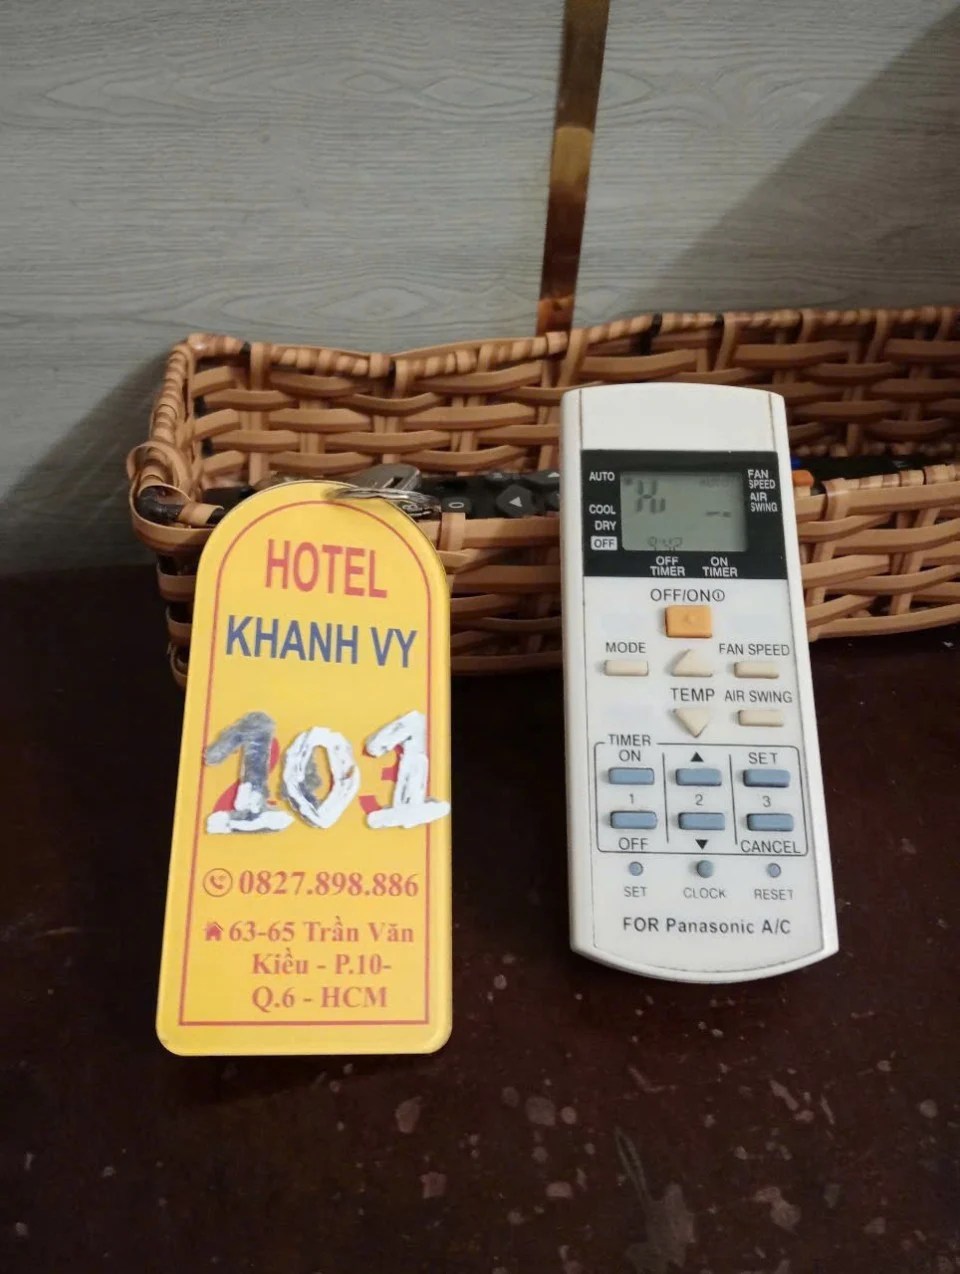 HOTEL
KHANH VY
101
0827.898.886
63-65 Trần Văn
Kiều - P.10-
Q.6 - HCM
AUTO
COOL
DRY
OFF
FAN
SPEED
AIR
SWING
OFF
TIMER
ON
TIMER
OFF/ON
MODE
FAN SPEED
TEMP
AIR SWING
TIMER
ON
▲
SET
1
2
3
OFF
▼
CANCEL
SET
CLOCK
RESET
FOR Panasonic A/C